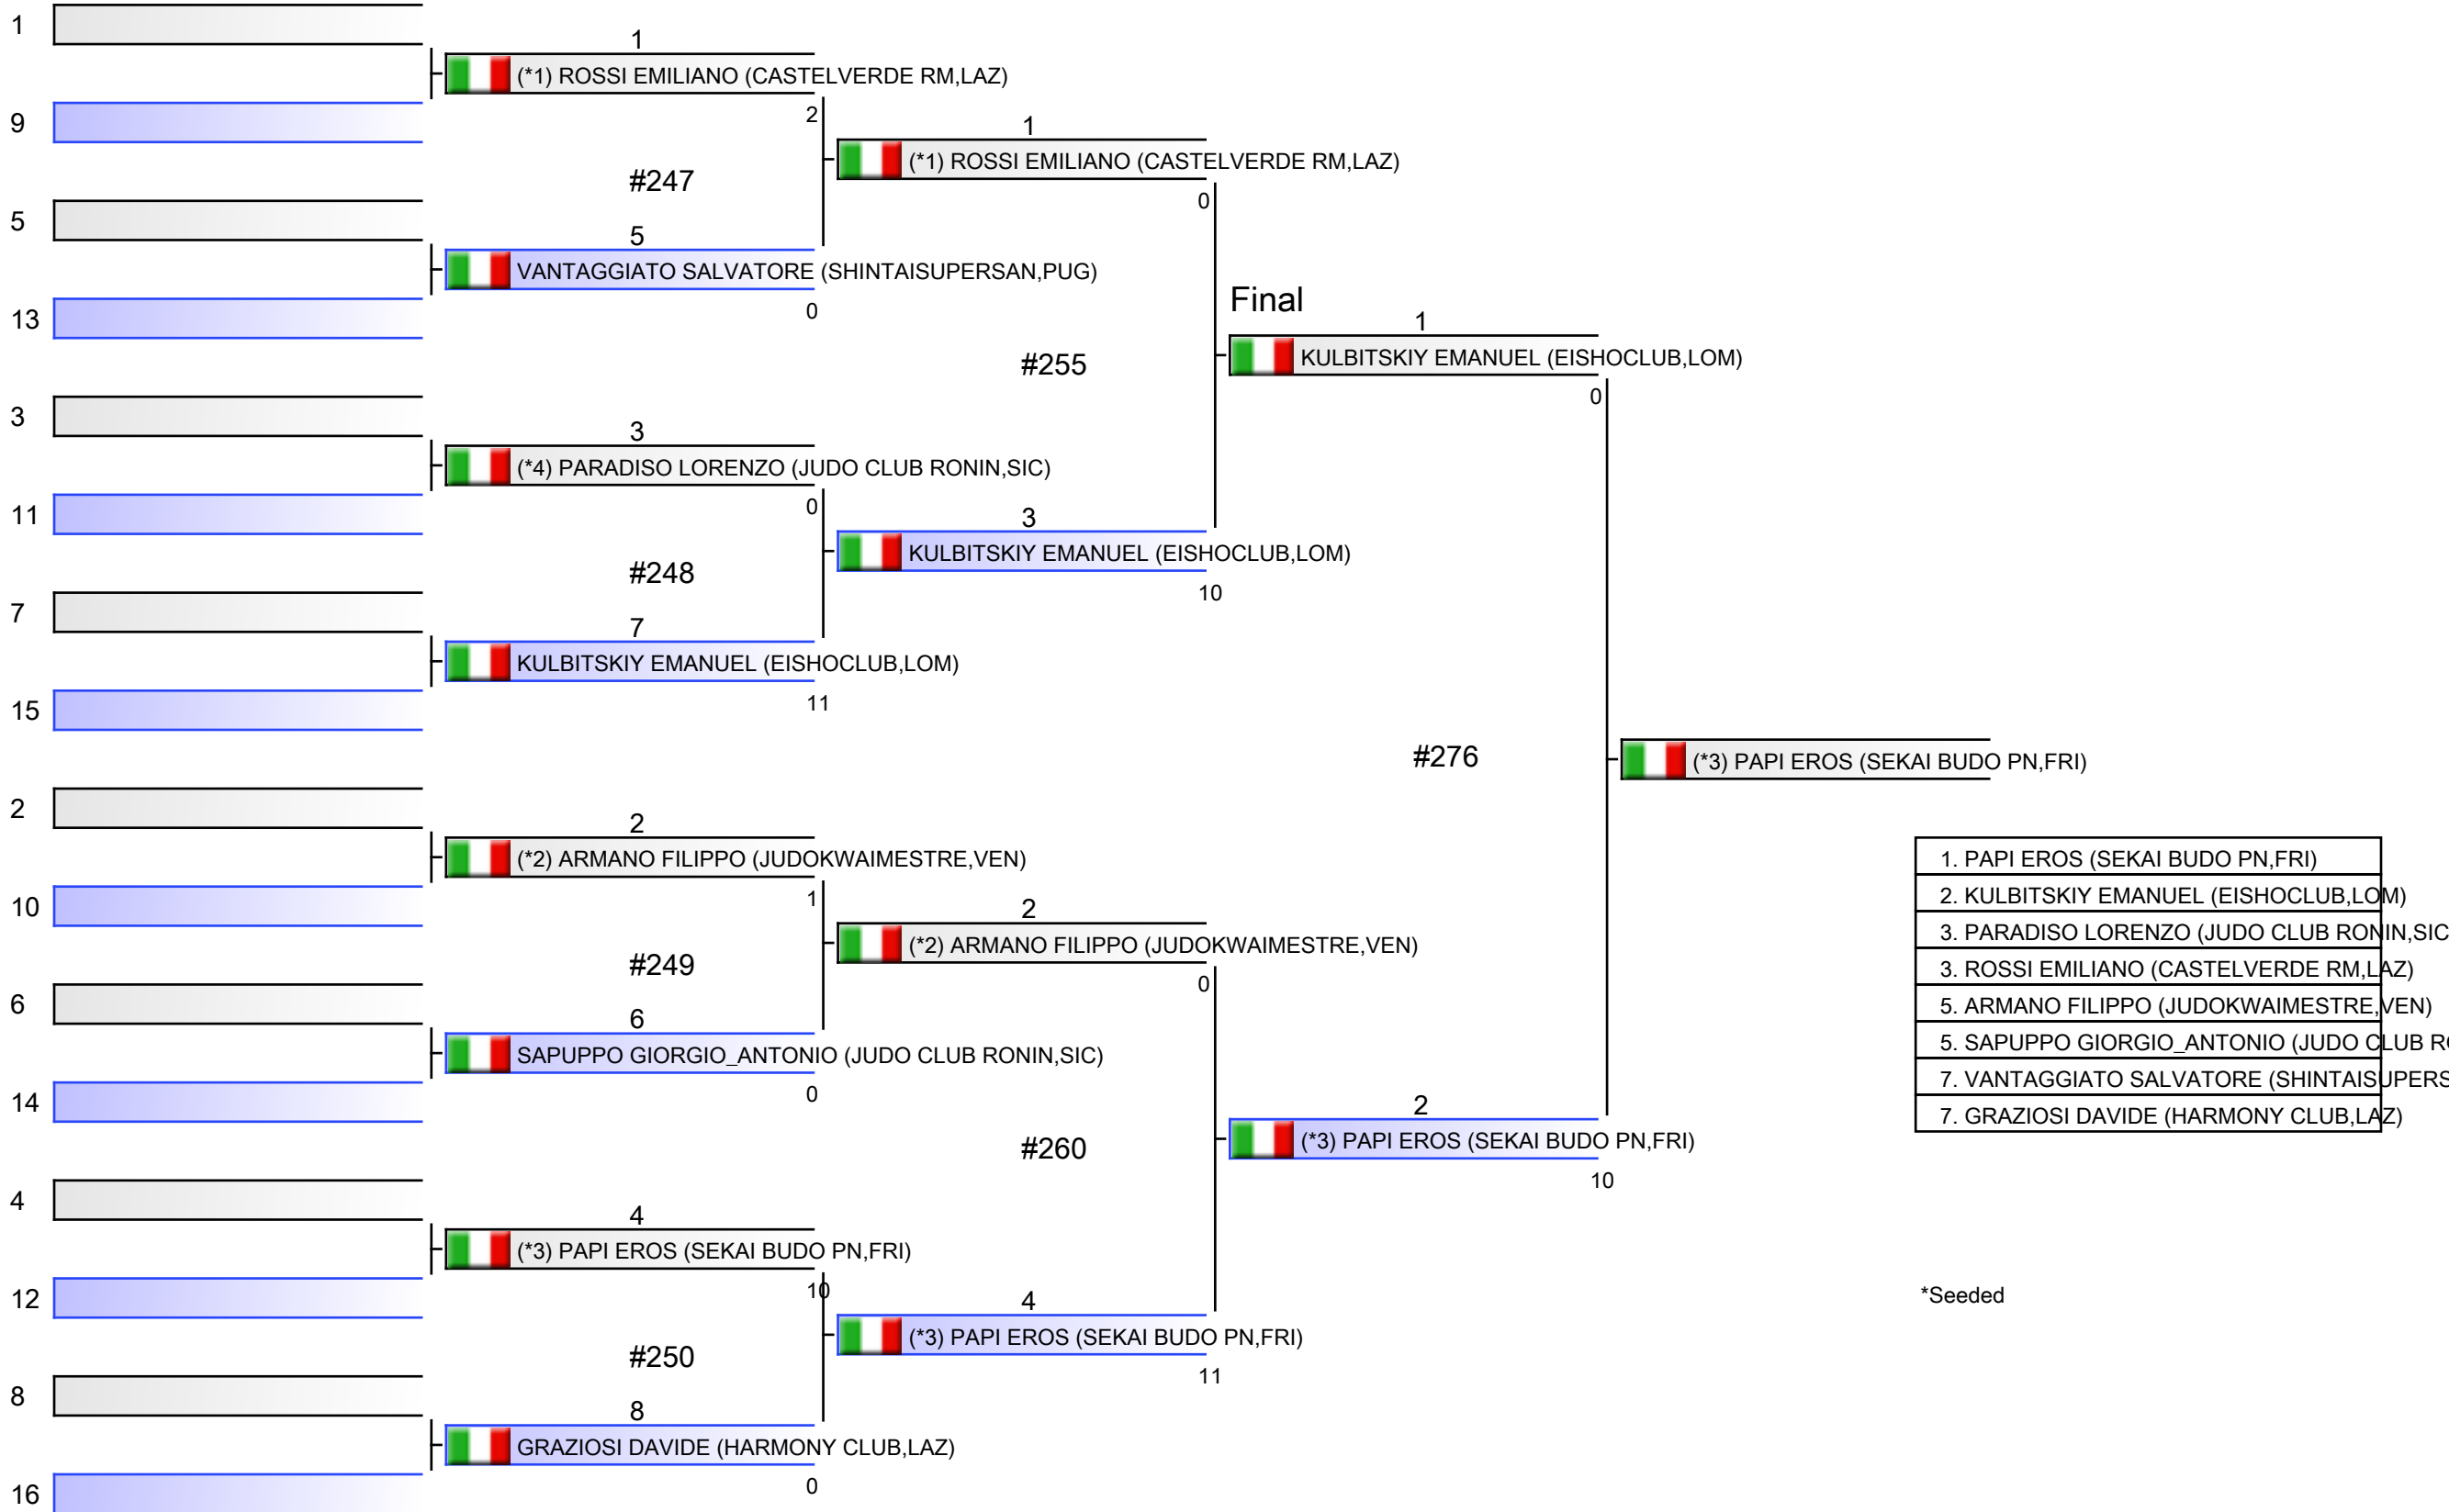 1
1
(*1) ROSSI EMILIANO (CASTELVERDE RM,LAZ)
2
9
1
(*1) ROSSI EMILIANO (CASTELVERDE RM,LAZ)
#247
0
5
5
VANTAGGIATO SALVATORE (SHINTAISUPERSAN,PUG)
0
13
Final
1
KULBITSKIY EMANUEL (EISHOCLUB,LOM)
#255
0
3
3
(*4) PARADISO LORENZO (JUDO CLUB RONIN,SIC)
0
11
3
KULBITSKIY EMANUEL (EISHOCLUB,LOM)
#248
10
7
7
KULBITSKIY EMANUEL (EISHOCLUB,LOM)
11
15
#276
(*3) PAPI EROS (SEKAI BUDO PN,FRI)
2
2
(*2) ARMANO FILIPPO (JUDOKWAIMESTRE,VEN)
1
10
2
(*2) ARMANO FILIPPO (JUDOKWAIMESTRE,VEN)
#249
0
6
6
SAPUPPO GIORGIO_ANTONIO (JUDO CLUB RONIN,SIC)
0
14
2
(*3) PAPI EROS (SEKAI BUDO PN,FRI)
#260
10
4
4
(*3) PAPI EROS (SEKAI BUDO PN,FRI)
10
12
4
(*3) PAPI EROS (SEKAI BUDO PN,FRI)
#250
11
8
8
GRAZIOSI DAVIDE (HARMONY CLUB,LAZ)
0
16
1. PAPI EROS (SEKAI BUDO PN,FRI)
2. KULBITSKIY EMANUEL (EISHOCLUB,LOM)
3. PARADISO LORENZO (JUDO CLUB RONIN,SIC
3. ROSSI EMILIANO (CASTELVERDE RM,LAZ)
5. ARMANO FILIPPO (JUDOKWAIMESTRE,VEN)
5. SAPUPPO GIORGIO_ANTONIO (JUDO CLUB R
7. VANTAGGIATO SALVATORE (SHINTAISUPERS
7. GRAZIOSI DAVIDE (HARMONY CLUB,LAZ)
*Seeded